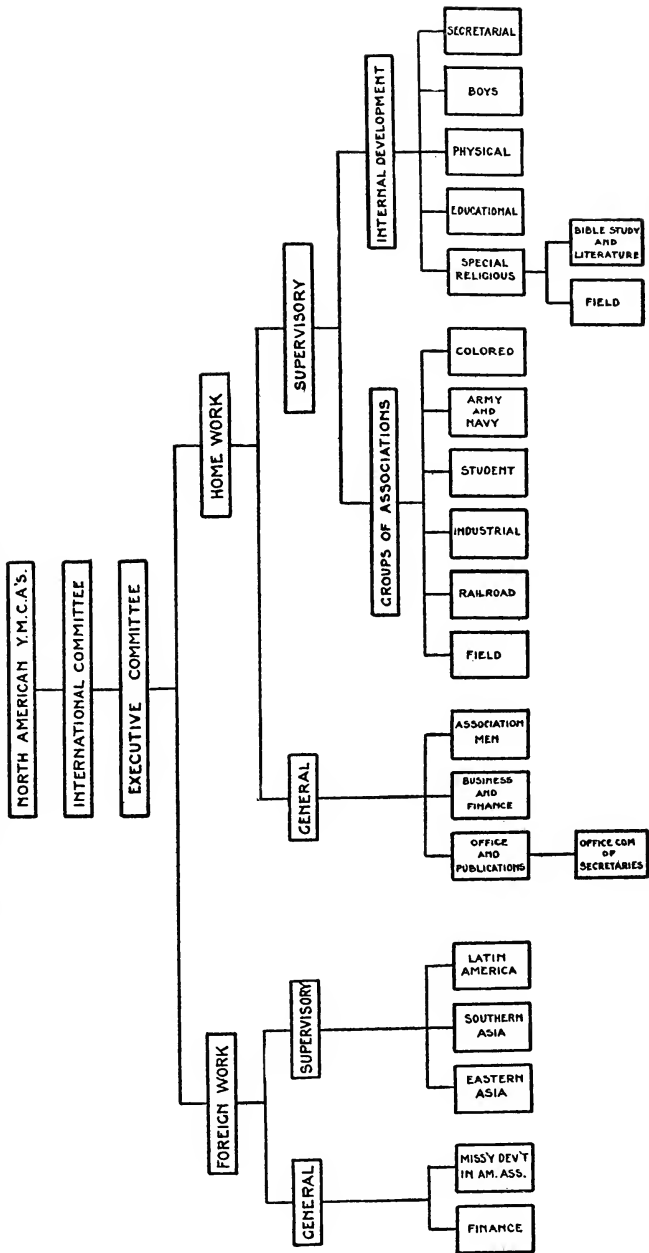 NORTH AMERICAN Y.M.C.A'S.
INTERNATIONAL COMMITTEE
EXECUTIVE COMMITTEE
FOREIGN WORK
HOME WORK
GENERAL
SUPERVISORY
GENERAL
SUPERVISORY
GROUPS OF ASSOCIATIONS
INTERNAL DEVELOPMENT
FINANCE
MISS'Y DEV'T
IN AM. ASS.
EASTERN
ASIA
SOUTHERN
ASIA
LATIN
AMERICA
OFFICE
AND
PUBLICATIONS
BUSINESS
AND
FINANCE
ASSOCIATION
MEN
FIELD
RAILROAD
INDUSTRIAL
STUDENT
ARMY
AND
NAVY
COLORED
SPECIAL
RELIGIOUS
EDUCATIONAL
PHYSICAL
BOYS
SECRETARIAL
OFFICE COM
OF
SECRETARIES
FIELD
BIBLE STUDY
AND
LITERATURE